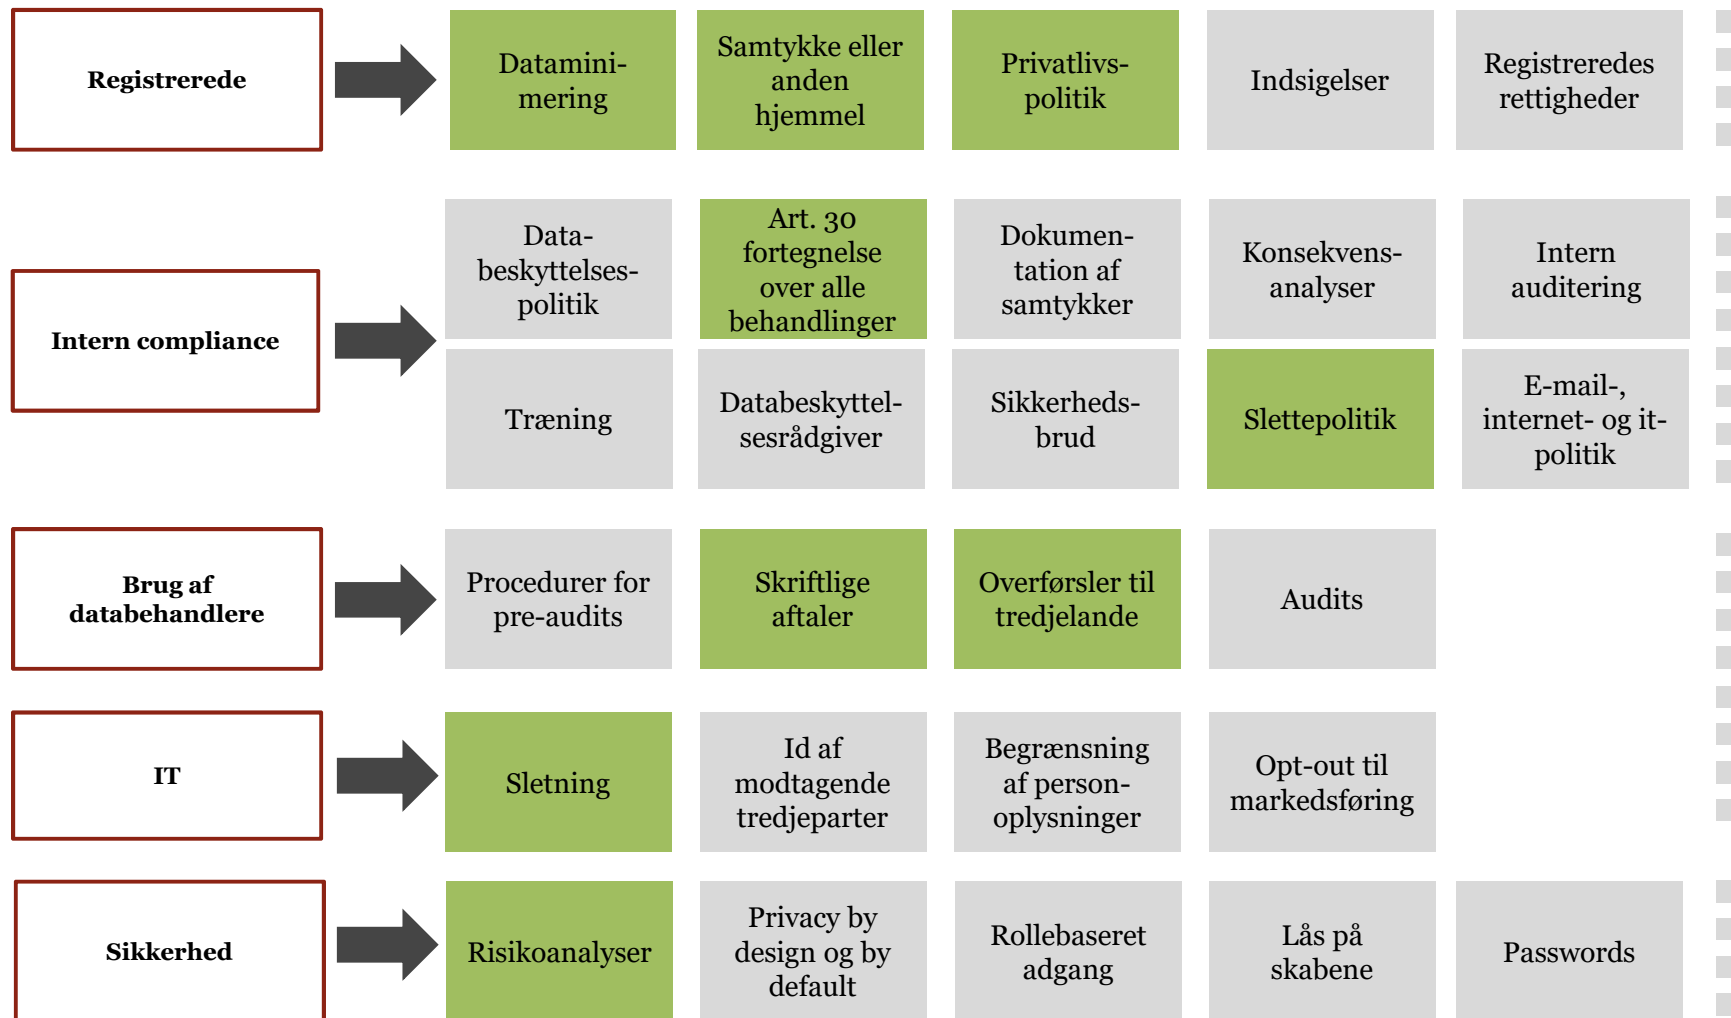 Registrerede
Datamini-
mering
Samtykke eller
anden
hjemmel
Privatlivs-
politik
Indsigelser
Registreredes
rettigheder
Intern compliance
Data-
beskyttelses-
politik
Art. 30
fortegnelse
over alle
behandlinger
Dokumen-
tation af
samtykker
Konsekvens-
analyser
Intern
auditering
Træning
Databeskyttel-
sesrådgiver
Sikkerheds-
brud
Slettepolitik
E-mail-,
internet- og it-
politik
Brug af
databehandlere
Procedurer for
pre-audits
Skriftlige
aftaler
Overførsler til
tredjelande
Audits
IT
Sletning
Id af
modtagende
tredjeparter
Begrænsning
af person-
oplysninger
Opt-out til
markedsføring
Sikkerhed
Risikoanalyser
Privacy by
design og by
default
Rollebaseret
adgang
Lås på
skabene
Passwords